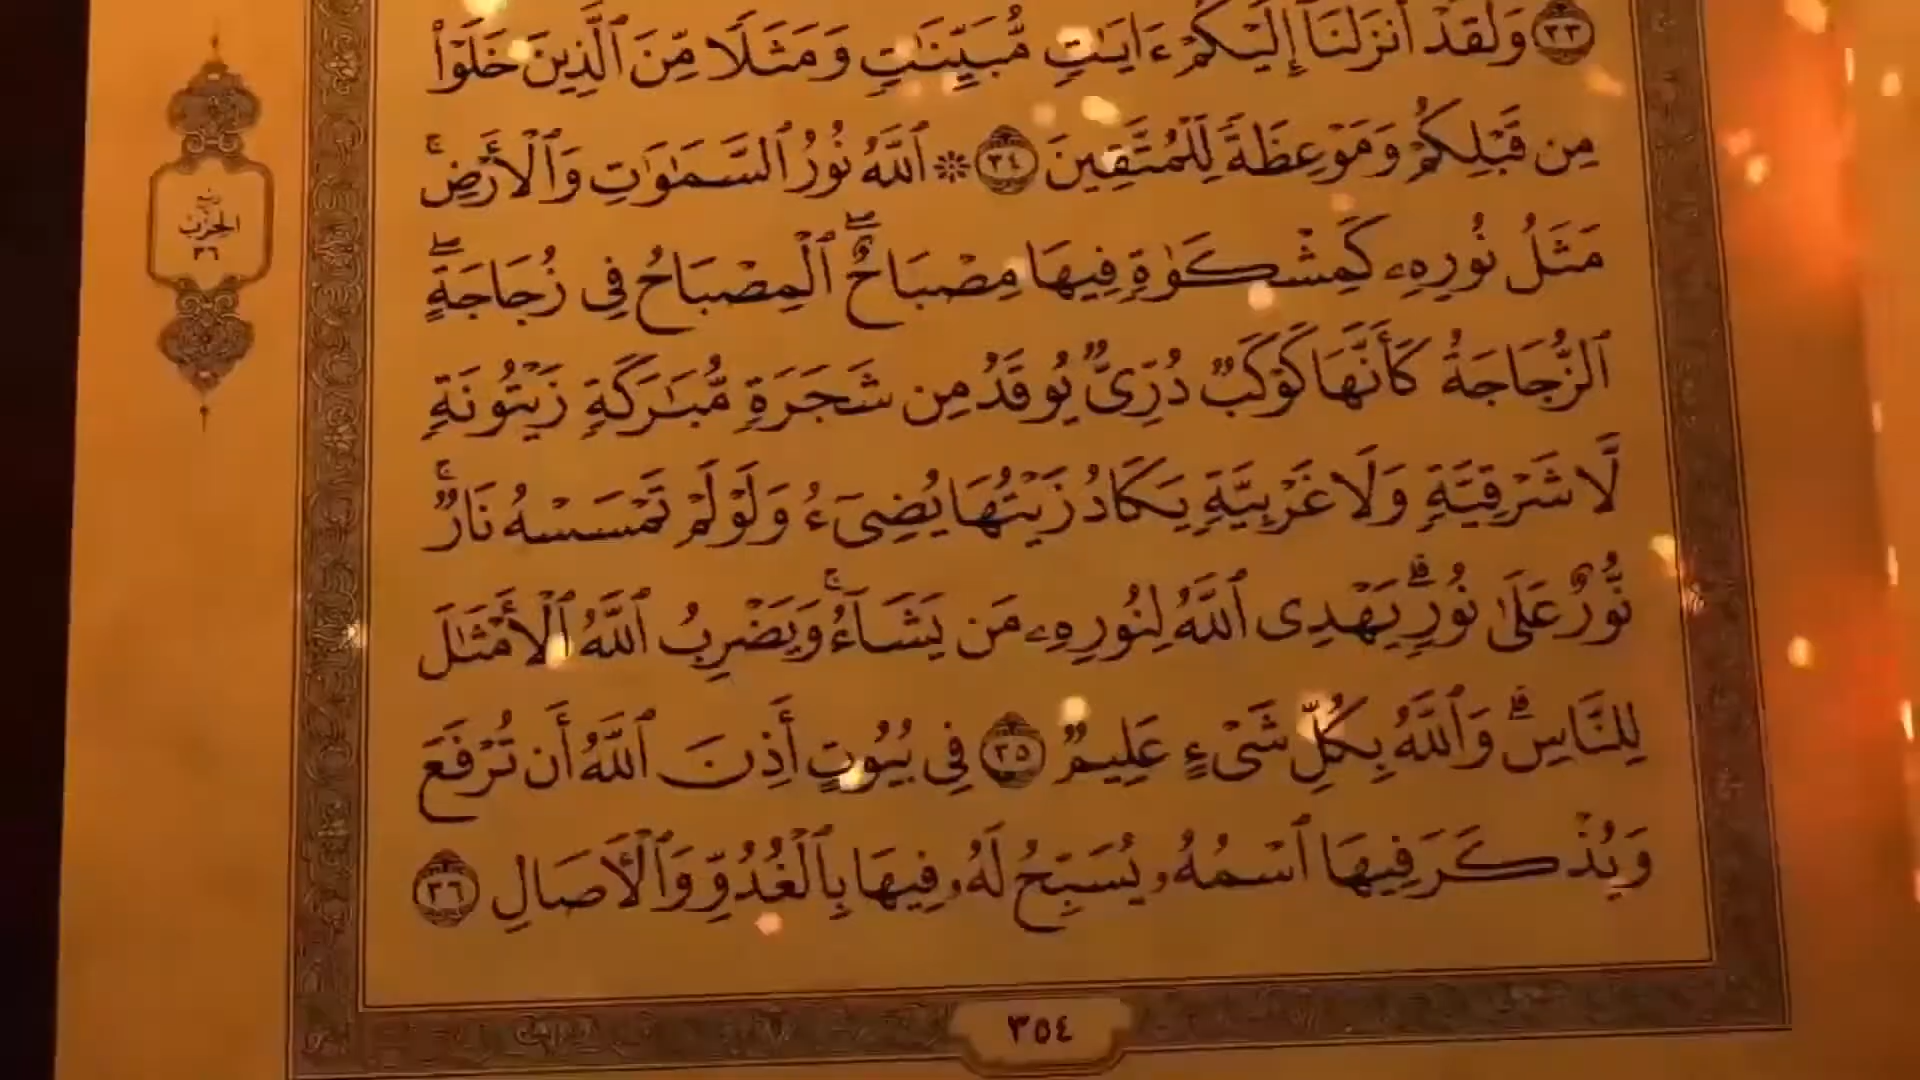 ٣٣ وَلَقَدْ أَنزَلْنَآ إِلَيْكُمْ ءَايَٰتٍ مُّبَيِّنَٰتٍ وَمَثَلًا مِّنَ ٱلَّذِينَ خَلَوْا۟
مِن قَبْلِكُمْ وَمَوْعِظَةً لِّلْمُتَّقِينَ ٣٤ ۞ ٱللَّهُ نُورُ ٱلسَّمَٰوَٰتِ وَٱلْأَرْضِ ۚ
مَثَلُ نُورِهِۦ كَمِشْكَوٰةٍ فِيهَا مِصْبَاحٌ ۖ ٱلْمِصْبَاحُ فِى زُجَاجَةٍ ۖ
ٱلزُّجَاجَةُ كَأَنَّهَا كَوْكَبٌ دُرِّىٌّ يُوقَدُ مِن شَجَرَةٍ مُّبَٰرَكَةٍ زَيْتُونَةٍ
لَّا شَرْقِيَّةٍ وَلَا غَرْبِيَّةٍ يَكَادُ زَيْتُهَا يُضِىٓءُ وَلَوْ لَمْ تَمْسَسْهُ نَارٌ ۚ
نُّورٌ عَلَىٰ نُورٍ ۗ يَهْدِى ٱللَّهُ لِنُورِهِۦ مَن يَشَآءُ ۚ وَيَضْرِبُ ٱللَّهُ ٱلْأَمْثَٰلَ
لِلنَّاسِ ۗ وَٱللَّهُ بِكُلِّ شَىْءٍ عَلِيمٌ ٣٥ فِى بُيُوتٍ أَذِنَ ٱللَّهُ أَن تُرْفَعَ
وَيُذْكَرَ فِيهَا ٱسْمُهُۥ يُسَبِّحُ لَهُۥ فِيهَا بِٱلْغُدُوِّ وَٱلْءَاصَالِ ٣٦
ربع
الحزب
٣٦
٣٥٤